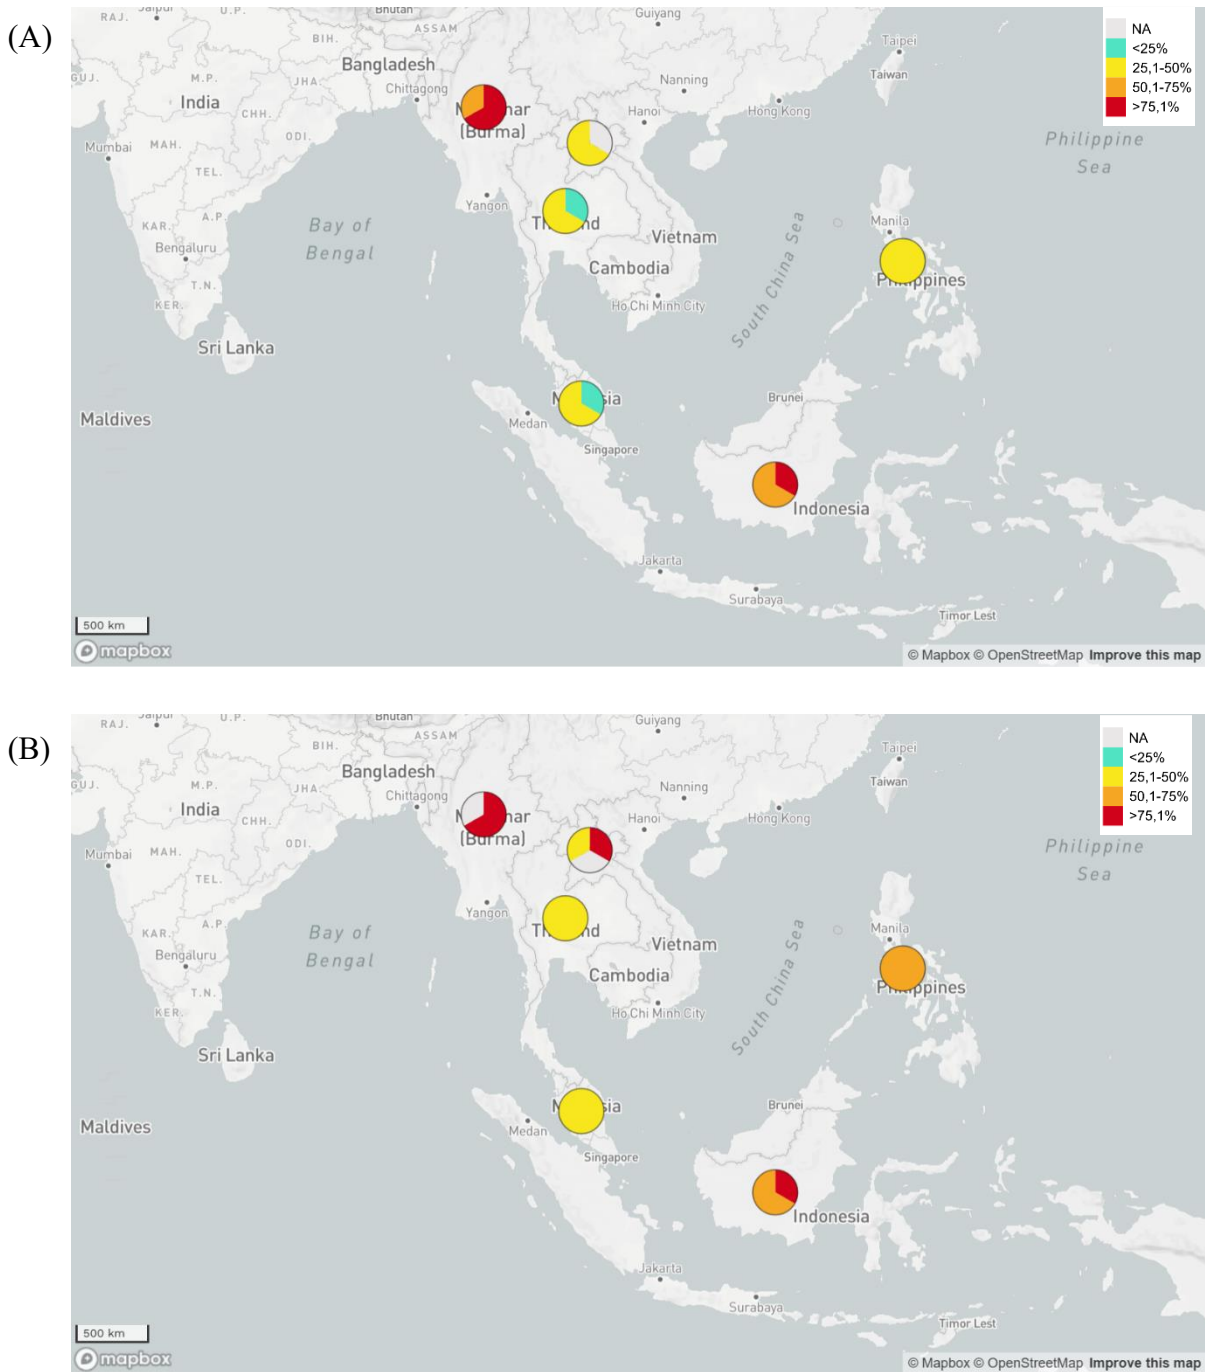 (A)
RAJ.
Jaipur
U.P.
Bhutan
ASSAM
Guiyang
NA
<25%
25,1-50%
50,1-75%
>75,1%
BIH.
Bangladesh
Taipei
Taiwan
GUJ.
M.P.
JHA.
Chittagong
Nanning
India
CHH.
Hanoi
Hong Kong
ODI.
(Burma)
Philippine
Sea
Mumbai
MAH.
TEL.
Yangon
Bay of
Bengal
KAR.
A.P.
Bengaluru
Vietnam
Manila
South China Sea
Cambodia
Philippines
T.N.
KER.
Ho Chi Minh City
Sri Lanka
Maldives
Medan
Brunei
Singapore
Indonesia
Jakarta
Surabaya
Timor Lest
500 km
mapbox
© Mapbox © OpenStreetMap Improve this map
(B)
RAJ.
Jaipur
U.P.
Bhutan
ASSAM
Guiyang
NA
<25%
25,1-50%
50,1-75%
>75,1%
BIH.
Bangladesh
Taipei
Taiwan
GUJ.
M.P.
JHA.
Chittagong
Nanning
India
CHH.
Hanoi
Hong Kong
ODI.
(Burma)
Philippine
Sea
Mumbai
MAH.
TEL.
Yangon
Bay of
Bengal
KAR.
A.P.
Bengaluru
Vietnam
Manila
South China Sea
Cambodia
Philippines
T.N.
KER.
Ho Chi Minh City
Sri Lanka
Maldives
Medan
Brunei
Singapore
Indonesia
Jakarta
Surabaya
Timor Lest
500 km
mapbox
© Mapbox © OpenStreetMap Improve this map